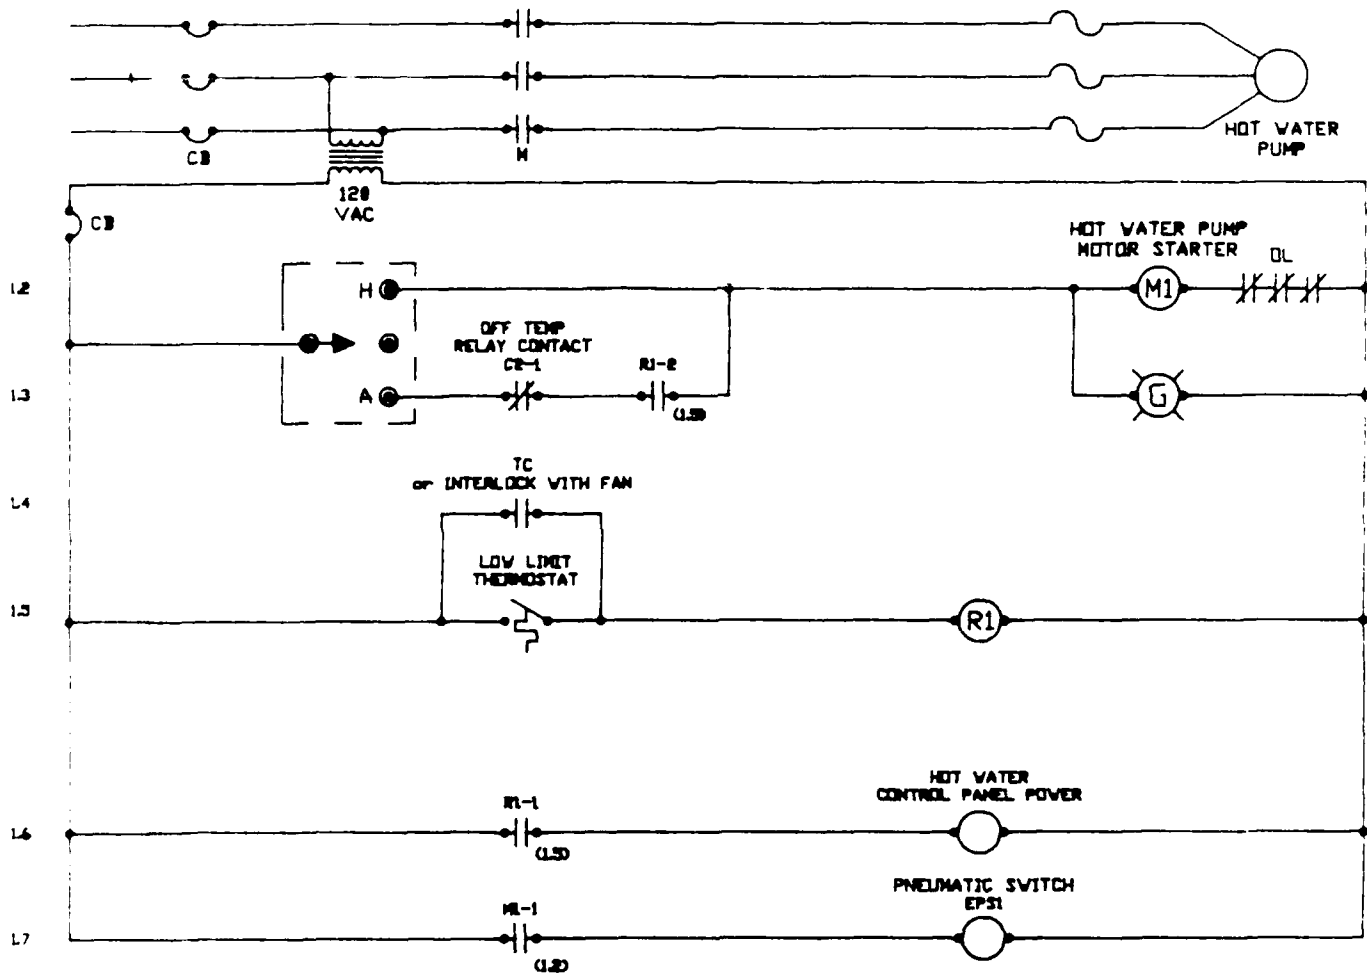 CB
M
HOT WATER
PUMP
120
VAC
CB
HOT WATER PUMP
MOTOR STARTER
OL
1.2
H
M1
OFF TEMP
RELAY CONTACT
C2-1
R1-2
1.3
A
(1.5)
G
TC
or INTERLOCK WITH FAN
1.4
LOW LIMIT
THERMOSTAT
1.5
R1
HOT WATER
CONTROL PANEL POWER
R1-1
1.6
(1.5)
PNEUMATIC SWITCH
EPS1
M1-1
1.7
(1.2)